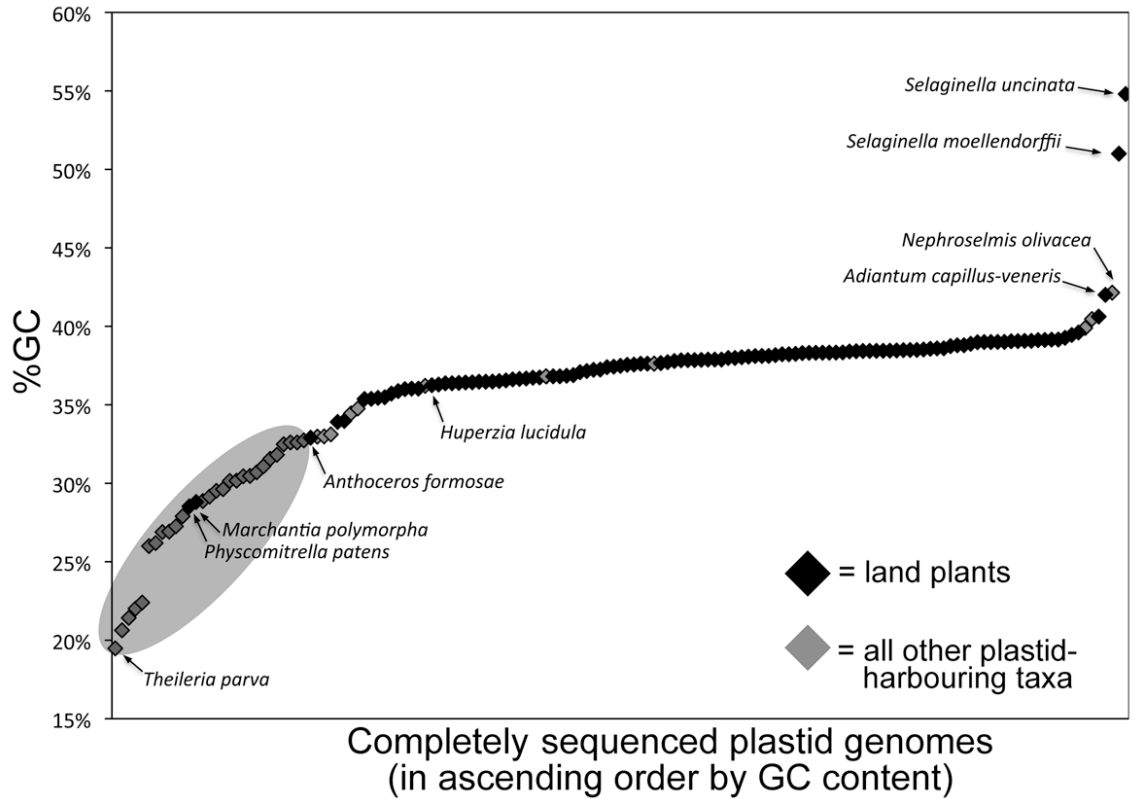 60%
55%
50%
45%
40%
35%
30%
25%
20%
15%
%GC
Selaginella uncinata
Selaginella moellendorffii
Nephroselmis olivacea
Adiantum capillus-veneris
Huperzia lucidula
Anthoceros formosae
Marchantia polymorpha
Physcomitrella patens
Theileria parva
= land plants
= all other plastid-
harbouring taxa
Completely sequenced plastid genomes
(in ascending order by GC content)